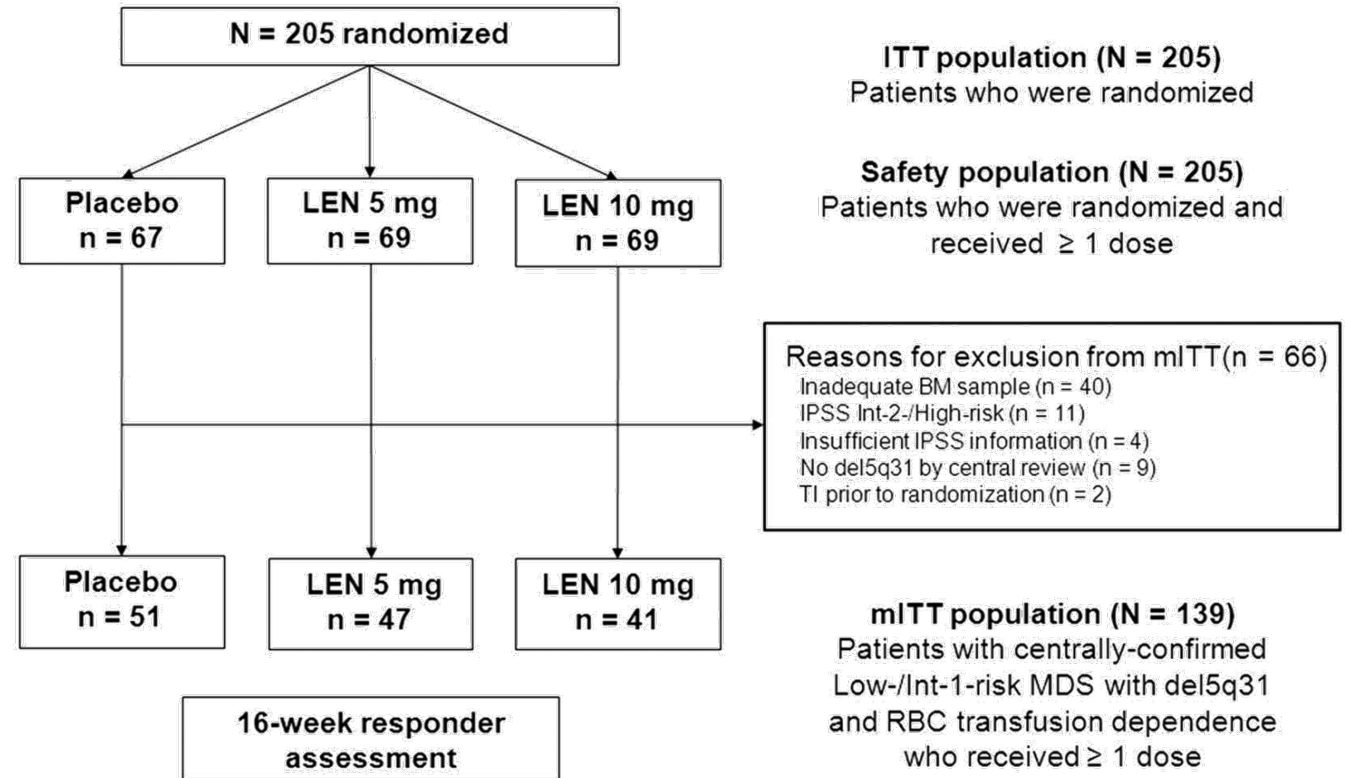 N = 205 randomized
ITT population (N = 205)
Patients who were randomized
Safety population (N = 205)
Patients who were randomized and
received ≥ 1 dose
Placebo
n = 67
LEN 5 mg
n = 69
LEN 10 mg
n = 69
Reasons for exclusion from mITT(n = 66)
Inadequate BM sample (n = 40)
IPSS Int-2-/High-risk (n = 11)
Insufficient IPSS information (n = 4)
No del5q31 by central review (n = 9)
TI prior to randomization (n = 2)
Placebo
n = 51
LEN 5 mg
n = 47
LEN 10 mg
n = 41
mITT population (N = 139)
Patients with centrally-confirmed
Low-/Int-1-risk MDS with del5q31
and RBC transfusion dependence
who received ≥ 1 dose
16-week responder
assessment